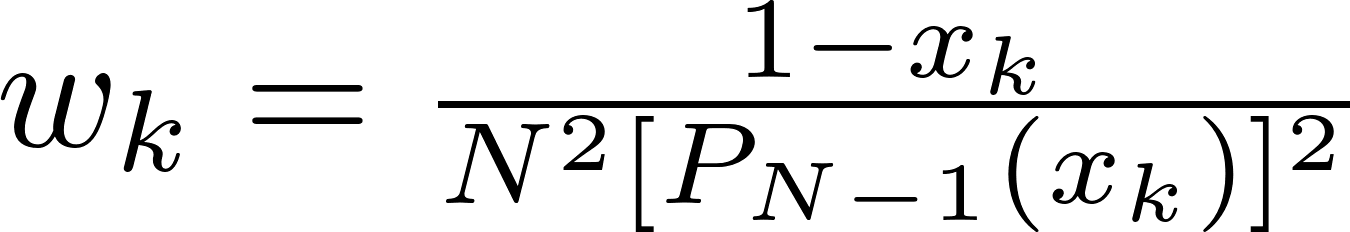 w_k = \frac{1-x_k}{N^2[P_{N-1}(x_k)]^2}